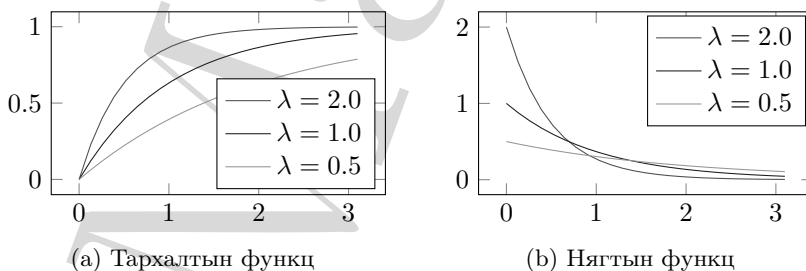 1
0.5
0
λ = 2.0
λ = 1.0
λ = 0.5
0 1 2 3
(a) Тархалтын функц
2
1
0
λ = 2.0
λ = 1.0
λ = 0.5
0 1 2 3
(b) Нягтын функц